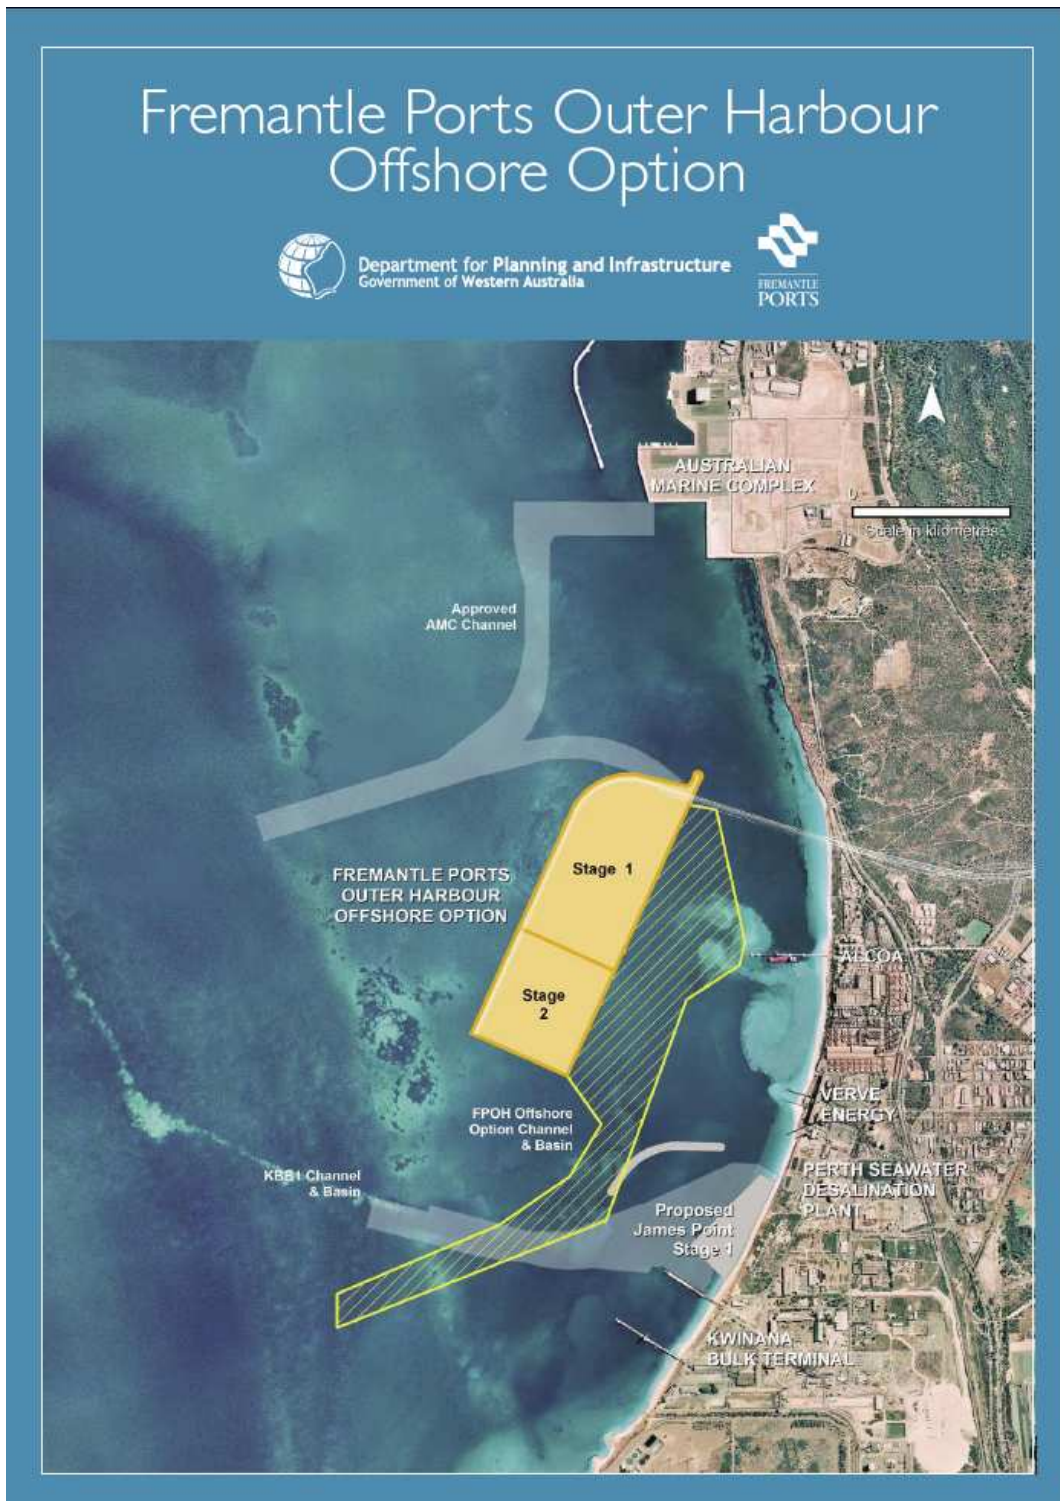 Fremantle Ports Outer Harbour
Offshore Option
Department for Planning and Infrastructure
Government of Western Australia
FREMANTLE
PORTS
AUSTRALIAN
MARINE COMPLEX
0
Scale in kilometres
Approved
AMC Channel
FREMANTLE PORTS
OUTER HARBOUR
OFFSHORE OPTION
Stage 1
Stage
2
ALCOA
VERVE
ENERGY
FPOH Offshore
Option Channel
& Basin
KBB1 Channel
& Basin
PERTH SEAWATER
DESALINATION
PLANT
Proposed
James Point
Stage 1
KWINANA
BULK TERMINAL